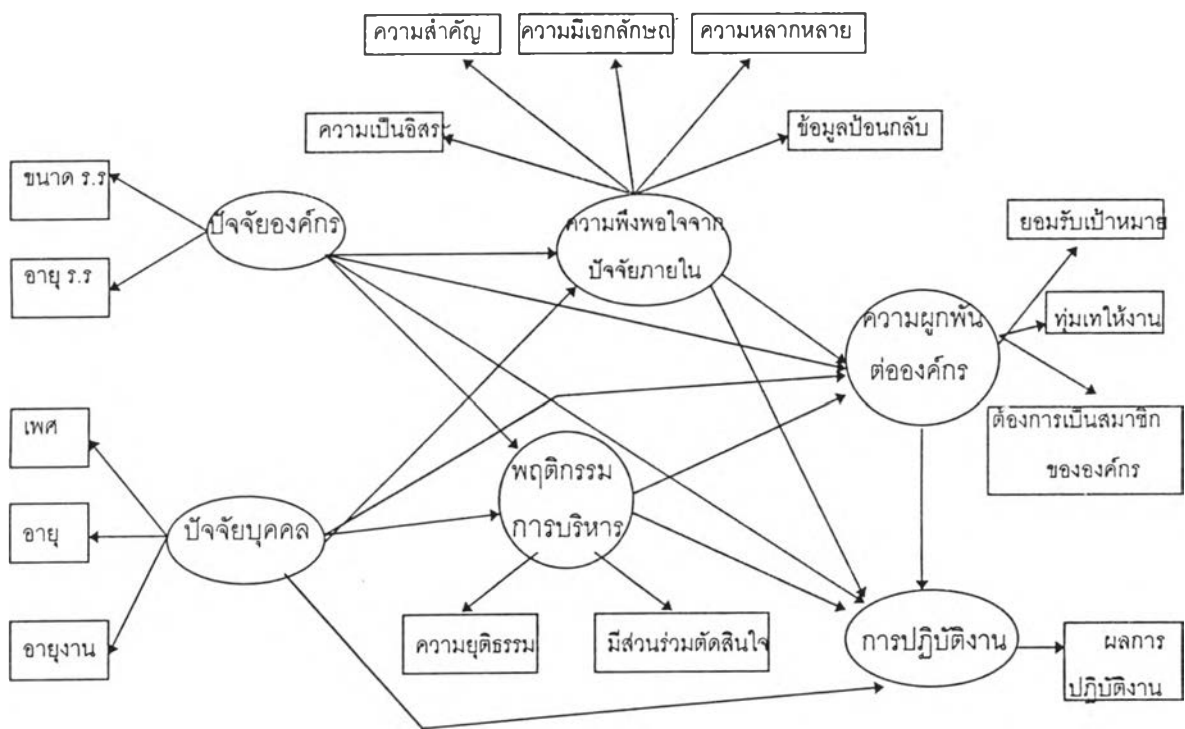 ความสำคัญ
ความมีเอกลักษณ
ความหลากหลาย
ความเป็นอิสระ
ข้อมูลป้อนกลับ
ขนาด ร.ร
ปัจจัยองค์กร
ความพึงพอใจจาก
ปัจจัยภายใน
ยอมรับเป้าหมาย
อายุ ร.ร
ความผูกพัน
ต่อองค์กร
ทุ่มเทให้งาน
เพศ
ต้องการเป็นสมาชิก
ขององค์กร
พฤติกรรม
การบริหาร
อายุ
ปัจจัยบุคคล
อายุงาน
ความยุติธรรม
มีส่วนร่วมตัดสินใจ
การปฏิบัติงาน
ผลการ
ปฏิบัติงาน